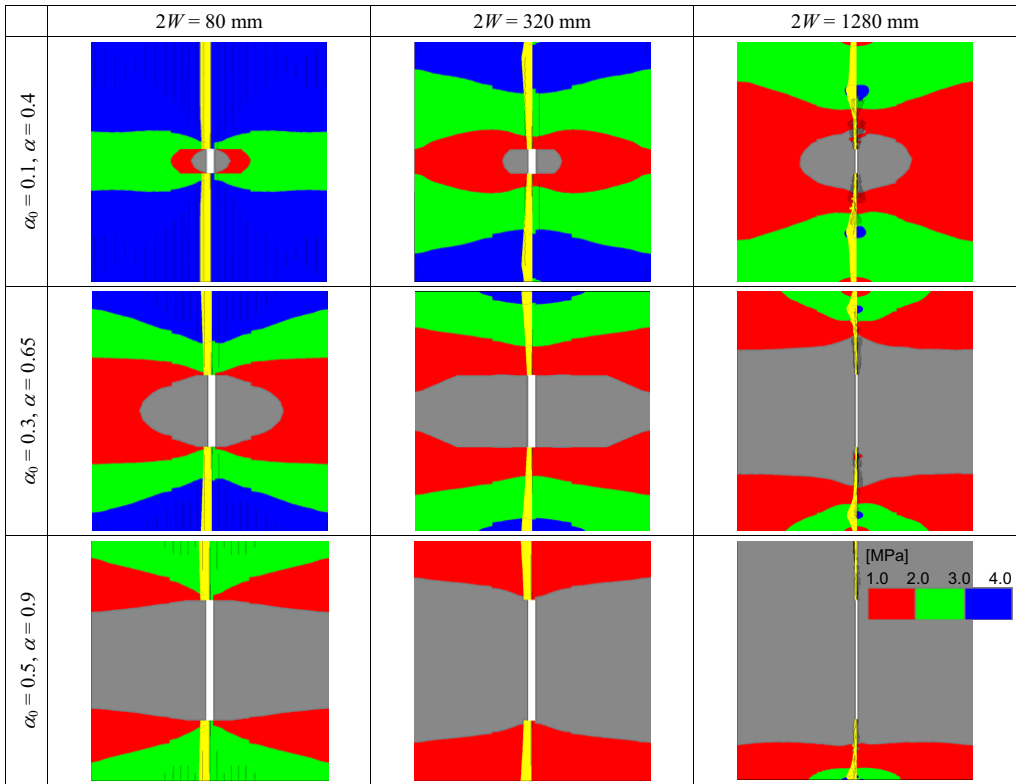 2W = 80 mm
2W = 320 mm
2W = 1280 mm
α0 = 0.1, α = 0.4
α0 = 0.3, α = 0.65
α0 = 0.5, α = 0.9
[MPa]
1.0 2.0 3.0 4.0